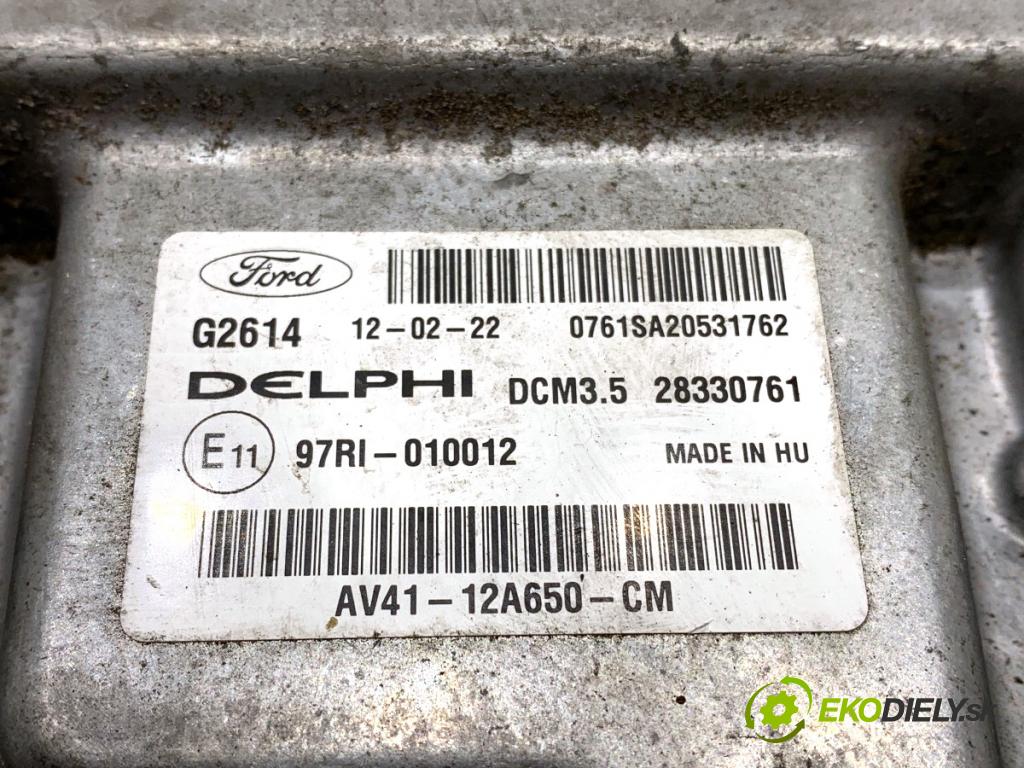 Ford
G2614 12-02-22 0761SA20531762
DELPHI DCM3.5 28330761
E11 97RI-010012 MADE IN HU
AV41-12A650-CM
EKODIELY.sk